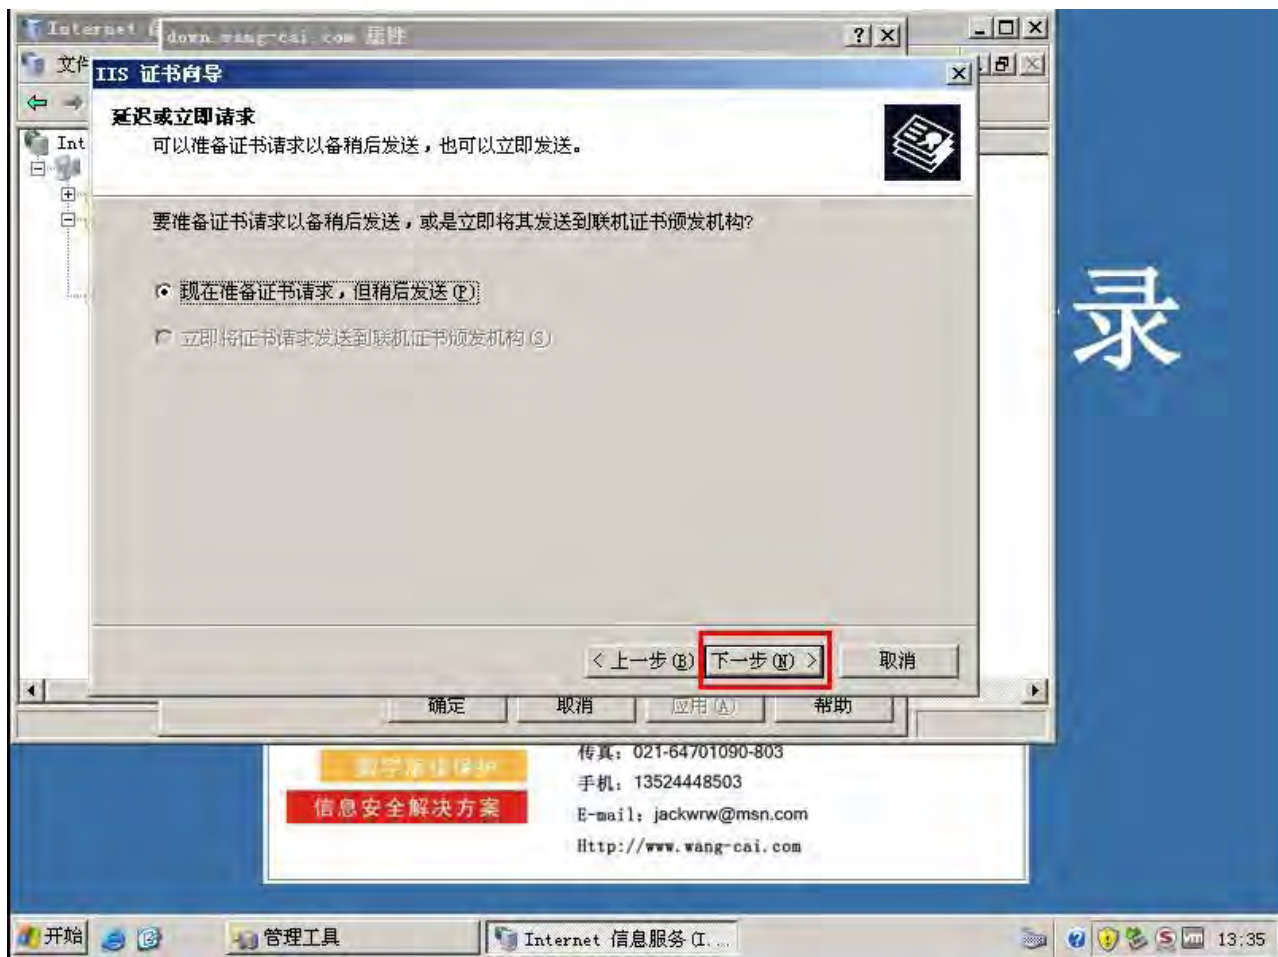 Internet
down.wang-cai.com 属性
文件
IIS 证书向导
延迟或立即请求
可以准备证书请求以备稍后发送，也可以立即发送。
Int
要准备证书请求以备稍后发送，或是立即将其发送到联机证书颁发机构?
现在准备证书请求，但稍后发送(P)
立即将证书请求发送到联机证书颁发机构(S)
录
< 上一步(B)
下一步(N) >
取消
确定
取消
应用(A)
帮助
传真: 021-64701090-803
手机: 13524448503
信息安全解决方案
E-mail: jackwrw@msn.com
Http://www.wang-cai.com
开始
管理工具
Internet 信息服务(I...
13:35